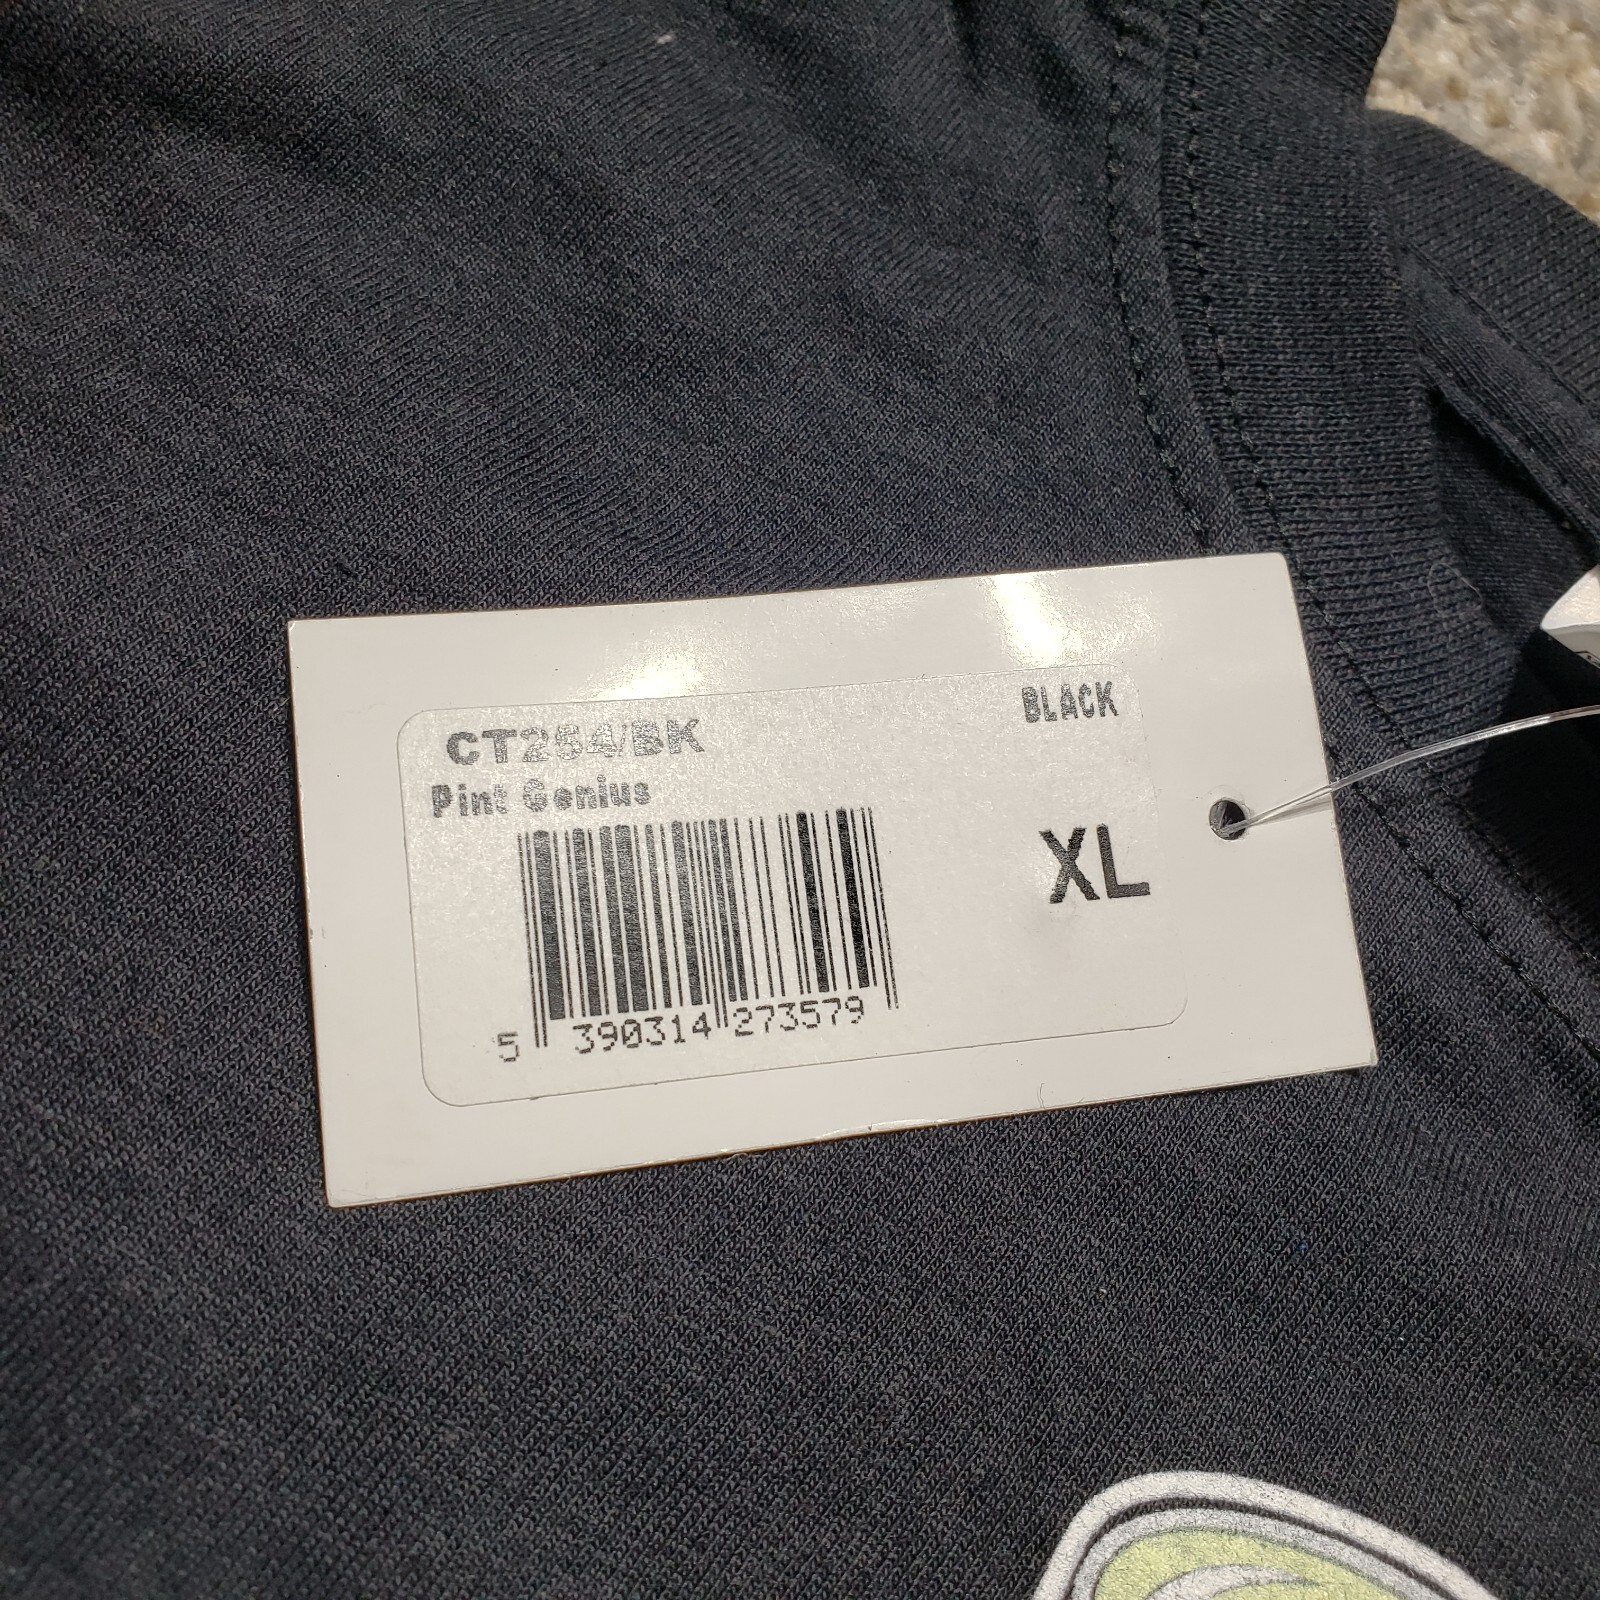 CT254/BK
BLACK
Pint Genius
XL
5 390314 273579